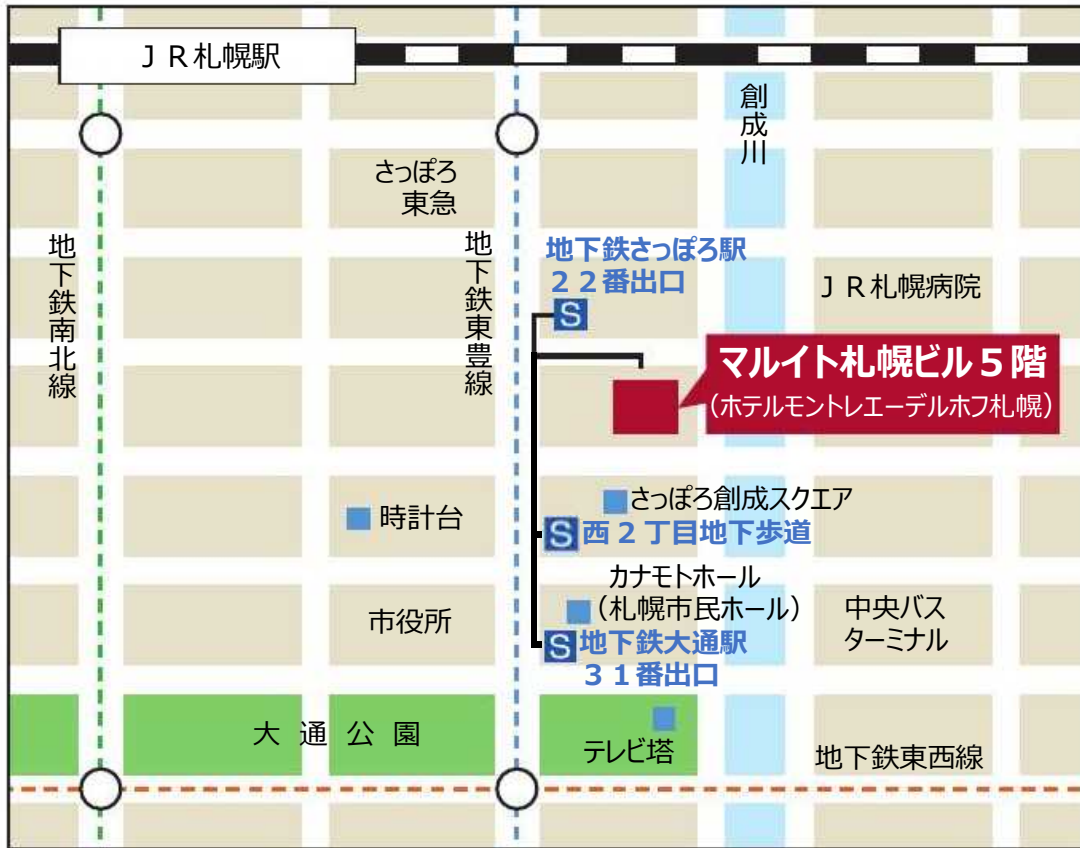 ＪＲ札幌駅
創成川
さっぽろ
東急
地下鉄南北線
地下鉄東豊線
地下鉄さっぽろ駅
２２番出口
S
ＪＲ札幌病院
マルイト札幌ビル５階
（ホテルモントレエーデルホフ札幌）
さっぽろ創成スクエア
時計台
S 西２丁目地下歩道
カナモトホール
（札幌市民ホール）
市役所
中央バス
ターミナル
S 地下鉄大通駅
３１番出口
大通公園
テレビ塔
地下鉄東西線